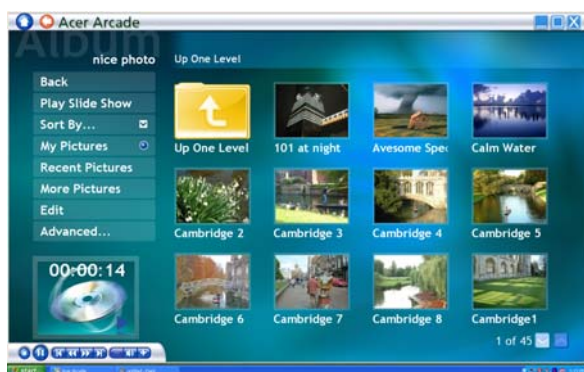 Acer Arcade
Album
nice photo
Up One Level
Back
Play Slide Show
Sort By...
My Pictures
Recent Pictures
More Pictures
Edit
Advanced...
00:00:14
Up One Level
101 at night
Avesome Spec
Calm Water
Cambridge 2
Cambridge 3
Cambridge 4
Cambridge 5
Cambridge 6
Cambridge 7
Cambridge 8
Cambridge1
1 of 45
start